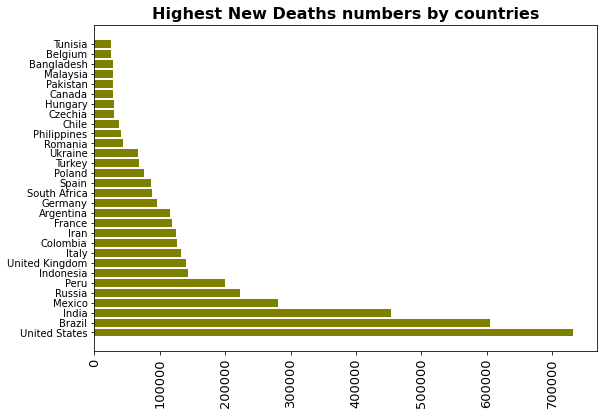 Highest New Deaths numbers by countries
Tunisia
Belgium
Bangladesh
Malaysia
Pakistan
Canada
Hungary
Czechia
Chile
Philippines
Romania
Ukraine
Turkey
Poland
Spain
South Africa
Germany
Argentina
France
Iran
Colombia
Italy
United Kingdom
Indonesia
Peru
Russia
Mexico
India
Brazil
United States
0
100000
200000
300000
400000
500000
600000
700000